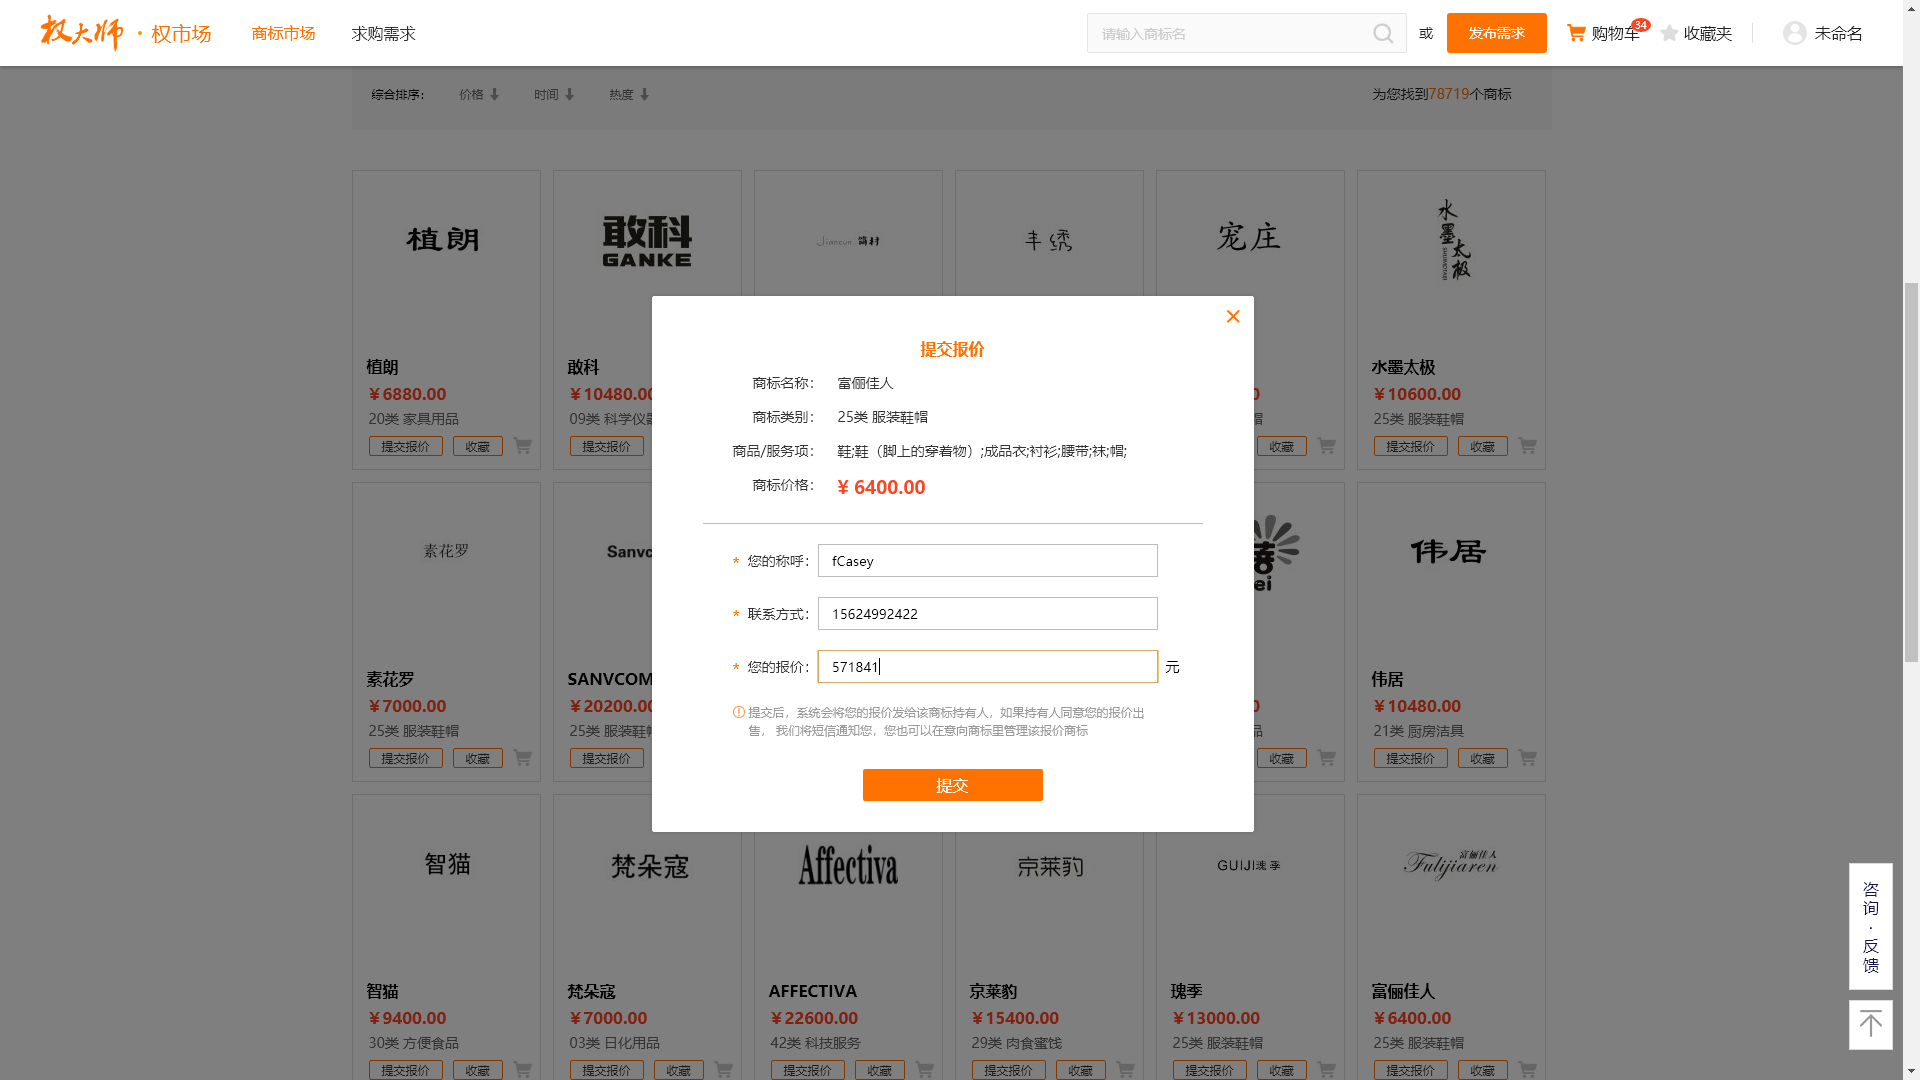 权大师 · 权市场 商标市场 求购需求 请输入商标名 或 发布需求 购物车 34 收藏夹 未命名
综合排序: 价格 时间 热度 为您找到78719个商标
植朗 敢科 GANKE Jiancun 简村 丰绣 宠庄 水墨太极
植朗 敢科 水墨太极
￥6880.00 ￥10480.00 0 ￥10600.00
20类 家具用品 09类 科学仪器 帽 25类 服装鞋帽
提交报价 收藏 提交报价 收藏 提交报价 收藏
提交报价
商标名称: 富俪佳人
商标类别: 25类 服装鞋帽
商品/服务项: 鞋;鞋（脚上的穿着物）;成品衣;衬衫;腰带;袜;帽;
商标价格: ¥ 6400.00
* 您的称呼: fCasey
* 联系方式: 15624992422
* 您的报价: 571841 元
提交后，系统会将您的报价发给该商标持有人，如果持有人同意您的报价出
售， 我们将短信通知您，您也可以在意向商标里管理该报价商标
提交
素花罗 Sanvc ei 伟居
素花罗 SANVCOM 伟居
￥7000.00 ￥20200.00 0 ￥10480.00
25类 服装鞋帽 25类 服装鞋帽 品 21类 厨房洁具
提交报价 收藏 提交报价 收藏 提交报价 收藏
智猫 梵朵寇 Affectiva 京莱豹 GUIJI瑰季 富俪佳人 Fulijiaren
智猫 梵朵寇 AFFECTIVA 京莱豹 瑰季 富俪佳人
￥9400.00 ￥7000.00 ￥22600.00 ￥15400.00 ￥13000.00 ￥6400.00
30类 方便食品 03类 日化用品 42类 科技服务 29类 肉食蜜饯 25类 服装鞋帽 25类 服装鞋帽
提交报价 收藏 提交报价 收藏 提交报价 收藏 提交报价 收藏 提交报价 收藏 提交报价 收藏
咨询·反馈